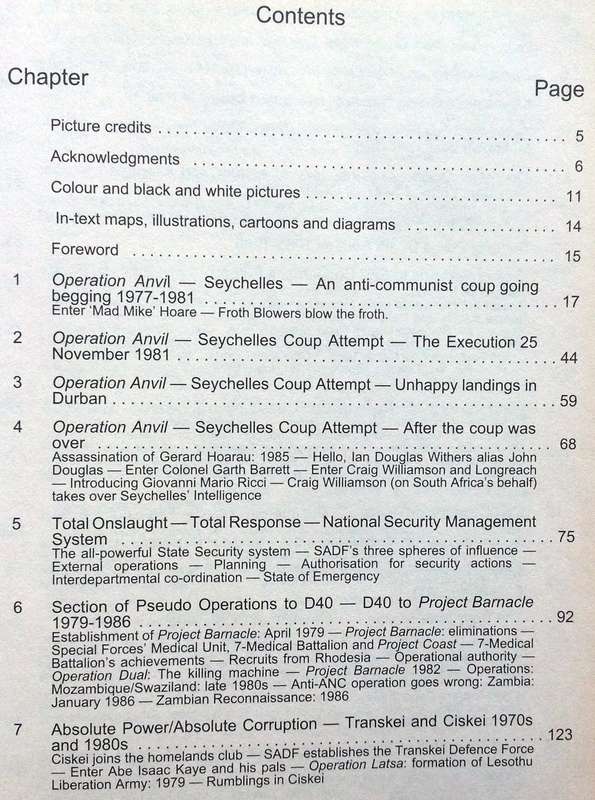 Contents
Chapter
Page
Picture credits . . . . . . . . . . . . . . . . . . . . . . . . . . . . . . . . . . . . . . . . . . 5
Acknowledgments . . . . . . . . . . . . . . . . . . . . . . . . . . . . . . . . . . . . . . 6
Colour and black and white pictures . . . . . . . . . . . . . . . . . . . . . . . . . 11
In-text maps, illustrations, cartoons and diagrams . . . . . . . . . . . . . . . 14
Foreword . . . . . . . . . . . . . . . . . . . . . . . . . . . . . . . . . . . . . . . . . . . . 15
1 Operation Anvil — Seychelles — An anti-communist coup going
begging 1977-1981 . . . . . . . . . . . . . . . . . . . . . . . . . . . . . . . . . . . . 17
Enter ‘Mad Mike’ Hoare — Froth Blowers blow the froth.
2 Operation Anvil — Seychelles Coup Attempt — The Execution 25
November 1981 . . . . . . . . . . . . . . . . . . . . . . . . . . . . . . . . . . . . . . . 44
3 Operation Anvil — Seychelles Coup Attempt — Unhappy landings in
Durban . . . . . . . . . . . . . . . . . . . . . . . . . . . . . . . . . . . . . . . . . . . . . . 59
4 Operation Anvil — Seychelles Coup Attempt — After the coup was
over . . . . . . . . . . . . . . . . . . . . . . . . . . . . . . . . . . . . . . . . . . . . . . . . 68
Assassination of Gerard Hoarau: 1985 — Hello, Ian Douglas Withers alias John
Douglas — Enter Colonel Garth Barrett — Enter Craig Williamson and Longreach
— Introducing Giovanni Mario Ricci — Craig Williamson (on South Africa’s behalf)
takes over Seychelles’ Intelligence
5 Total Onslaught — Total Response — National Security Management
System . . . . . . . . . . . . . . . . . . . . . . . . . . . . . . . . . . . . . . . . . . . . . 75
The all-powerful State Security system — SADF’s three spheres of influence —
External operations — Planning — Authorisation for security actions —
Interdepartmental co-ordination — State of Emergency
6 Section of Pseudo Operations to D40 — D40 to Project Barnacle
1979-1986 . . . . . . . . . . . . . . . . . . . . . . . . . . . . . . . . . . . . . . . . . . . 92
Establishment of Project Barnacle: April 1979 — Project Barnacle: eliminations —
Special Forces’ Medical Unit, 7-Medical Battalion and Project Coast — 7-Medical
Battalion’s achievements — Recruits from Rhodesia — Operational authority —
Operation Dual: The killing machine — Project Barnacle 1982 — Operations:
Mozambique/Swaziland: late 1980s — Anti-ANC operation goes wrong: Zambia:
January 1986 — Zambian Reconnaissance: 1986
7 Absolute Power/Absolute Corruption — Transkei and Ciskei 1970s
and 1980s . . . . . . . . . . . . . . . . . . . . . . . . . . . . . . . . . . . . . . . . . . 123
Ciskei joins the homelands club — SADF establishes the Transkei Defence Force
— Enter Abe Isaac Kaye and his pals — Operation Latsa: formation of Lesothu
Liberation Army: 1979 — Rumblings in Ciskei